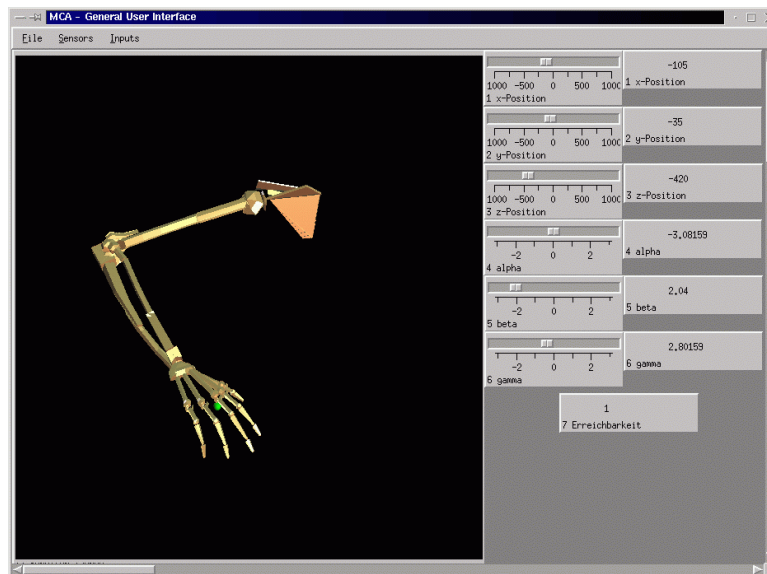 MCA - General User Interface
File Sensors Inputs
-105
1000 -500 0 500 1000
1 x-Position
1 x-Position
-35
1000 -500 0 500 1000
2 y-Position
2 y-Position
-420
1000 -500 0 500 1000
3 z-Position
3 z-Position
-3.08159
-2 0 2
4 alpha
4 alpha
2.04
-2 0 2
5 beta
5 beta
2.80159
-2 0 2
6 gamma
6 gamma
1
7 Erreichbarkeit